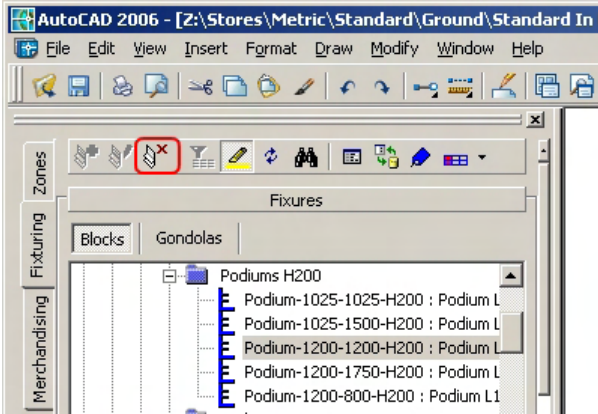 AutoCAD 2006 - [Z:\Stores\Metric\Standard\Ground\Standard In
File Edit View Insert Format Draw Modify Window Help
Zones
Fixtures
Fixturing
Blocks Gondolas
Podiums H200
Podium-1025-1025-H200 : Podium L
Podium-1025-1500-H200 : Podium L
Merchandising
Podium-1200-1200-H200 : Podium L
Podium-1200-1750-H200 : Podium L
Podium-1200-800-H200 : Podium L1